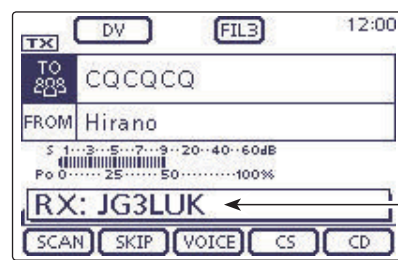 DV FIL3 12:00
TX
TO CQCQCQ
FROM Hirano
S 1···3···5···7···9··20··40··60dB
Po 0······25······50··········100%
RX: JG3LUK
SCAN SKIP VOICE CS CD